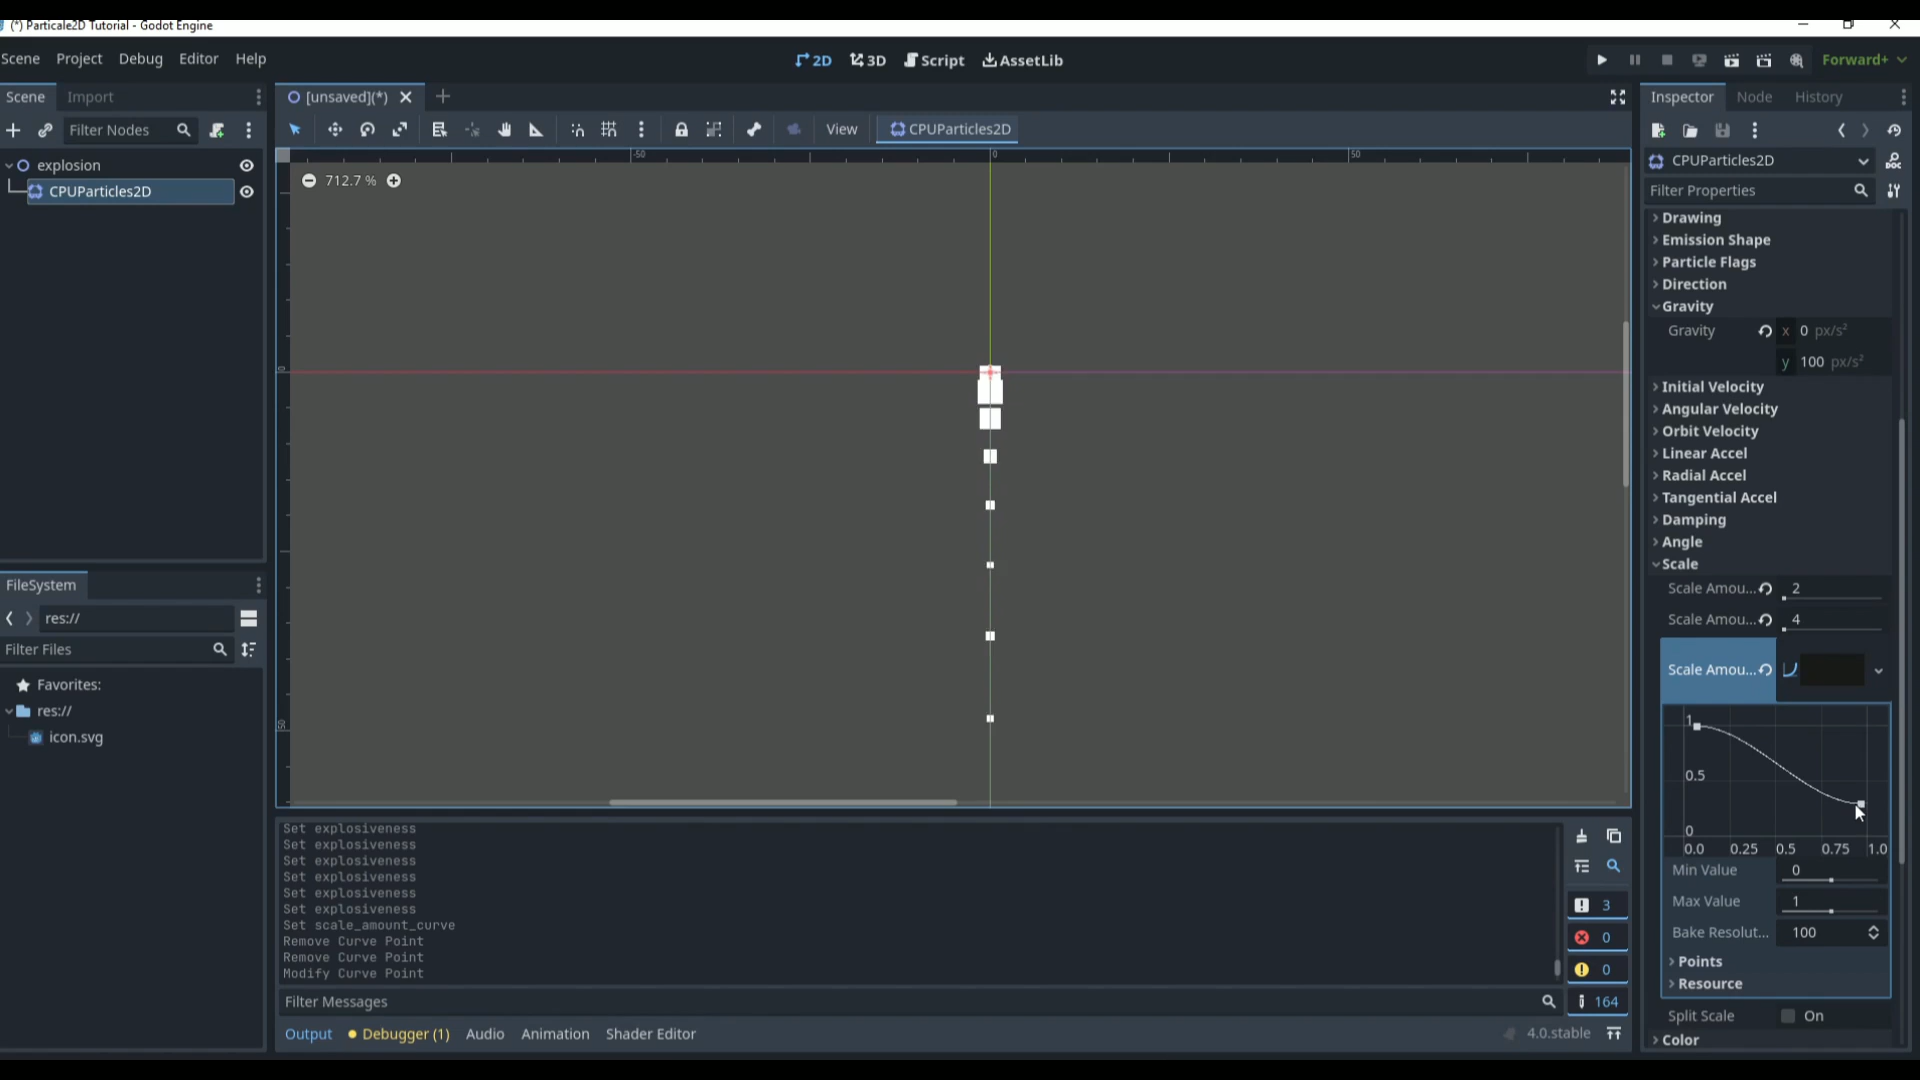 (*) Particale2D Tutorial - Godot Engine
Scene Project Debug Editor Help
2D 3D Script AssetLib
Forward+
Scene Import
[unsaved](*)
Inspector Node History
Filter Nodes
View CPUParticles2D
explosion
CPUParticles2D
712.7 %
-50 0 50
0
50
CPUParticles2D
Filter Properties
Drawing
Emission Shape
Particle Flags
Direction
Gravity
Gravity x 0 px/s²
y 100 px/s²
Initial Velocity
Angular Velocity
Orbit Velocity
Linear Accel
Radial Accel
Tangential Accel
Damping
Angle
Scale
Scale Amou... 2
Scale Amou... 4
Scale Amou...
1
0.5
0
0.0 0.25 0.5 0.75 1.0
Min Value 0
Max Value 1
Bake Resolut... 100
Points
Resource
Split Scale On
Color
FileSystem
res://
Filter Files
Favorites:
res://
icon.svg
Set explosiveness
Set explosiveness
Set explosiveness
Set explosiveness
Set explosiveness
Set explosiveness
Set scale_amount_curve
Remove Curve Point
Remove Curve Point
Modify Curve Point
3
0
0
164
Filter Messages
Output Debugger (1) Audio Animation Shader Editor
4.0.stable